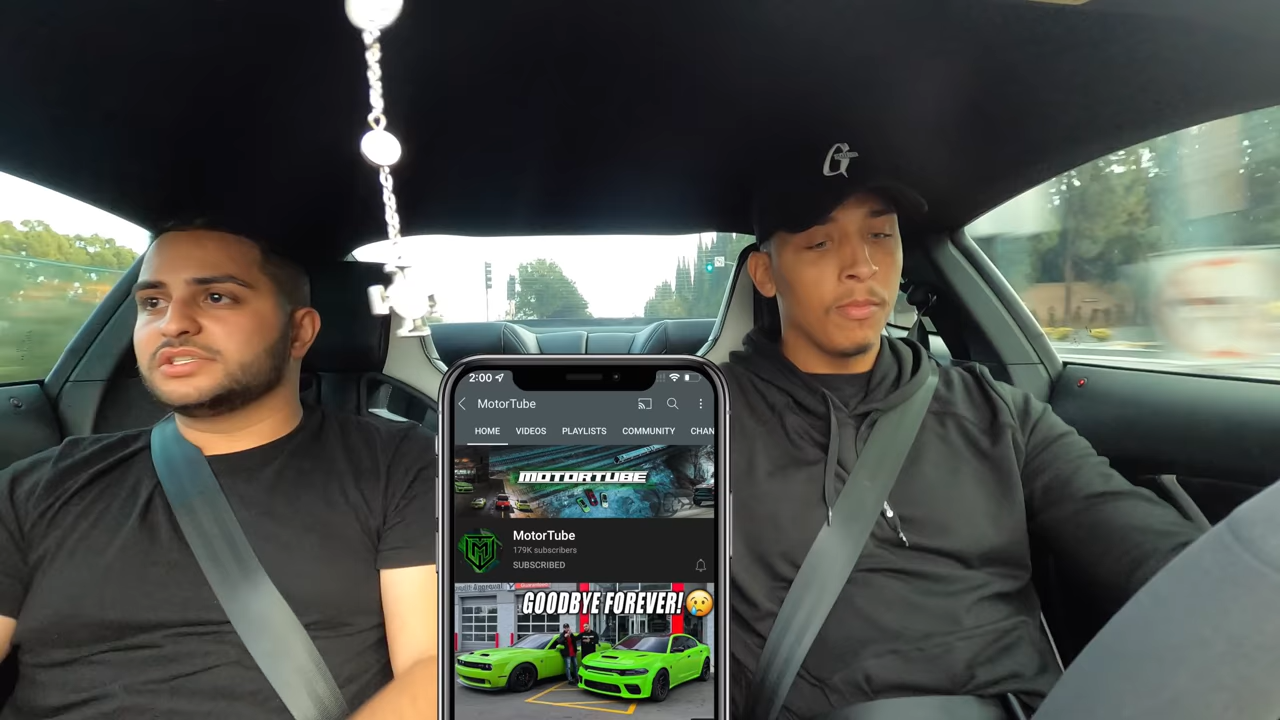 G
2:00
MotorTube
HOME VIDEOS PLAYLISTS COMMUNITY CHAN
MOTORTUBE
MotorTube
179K subscribers
SUBSCRIBED
GOODBYE FOREVER!